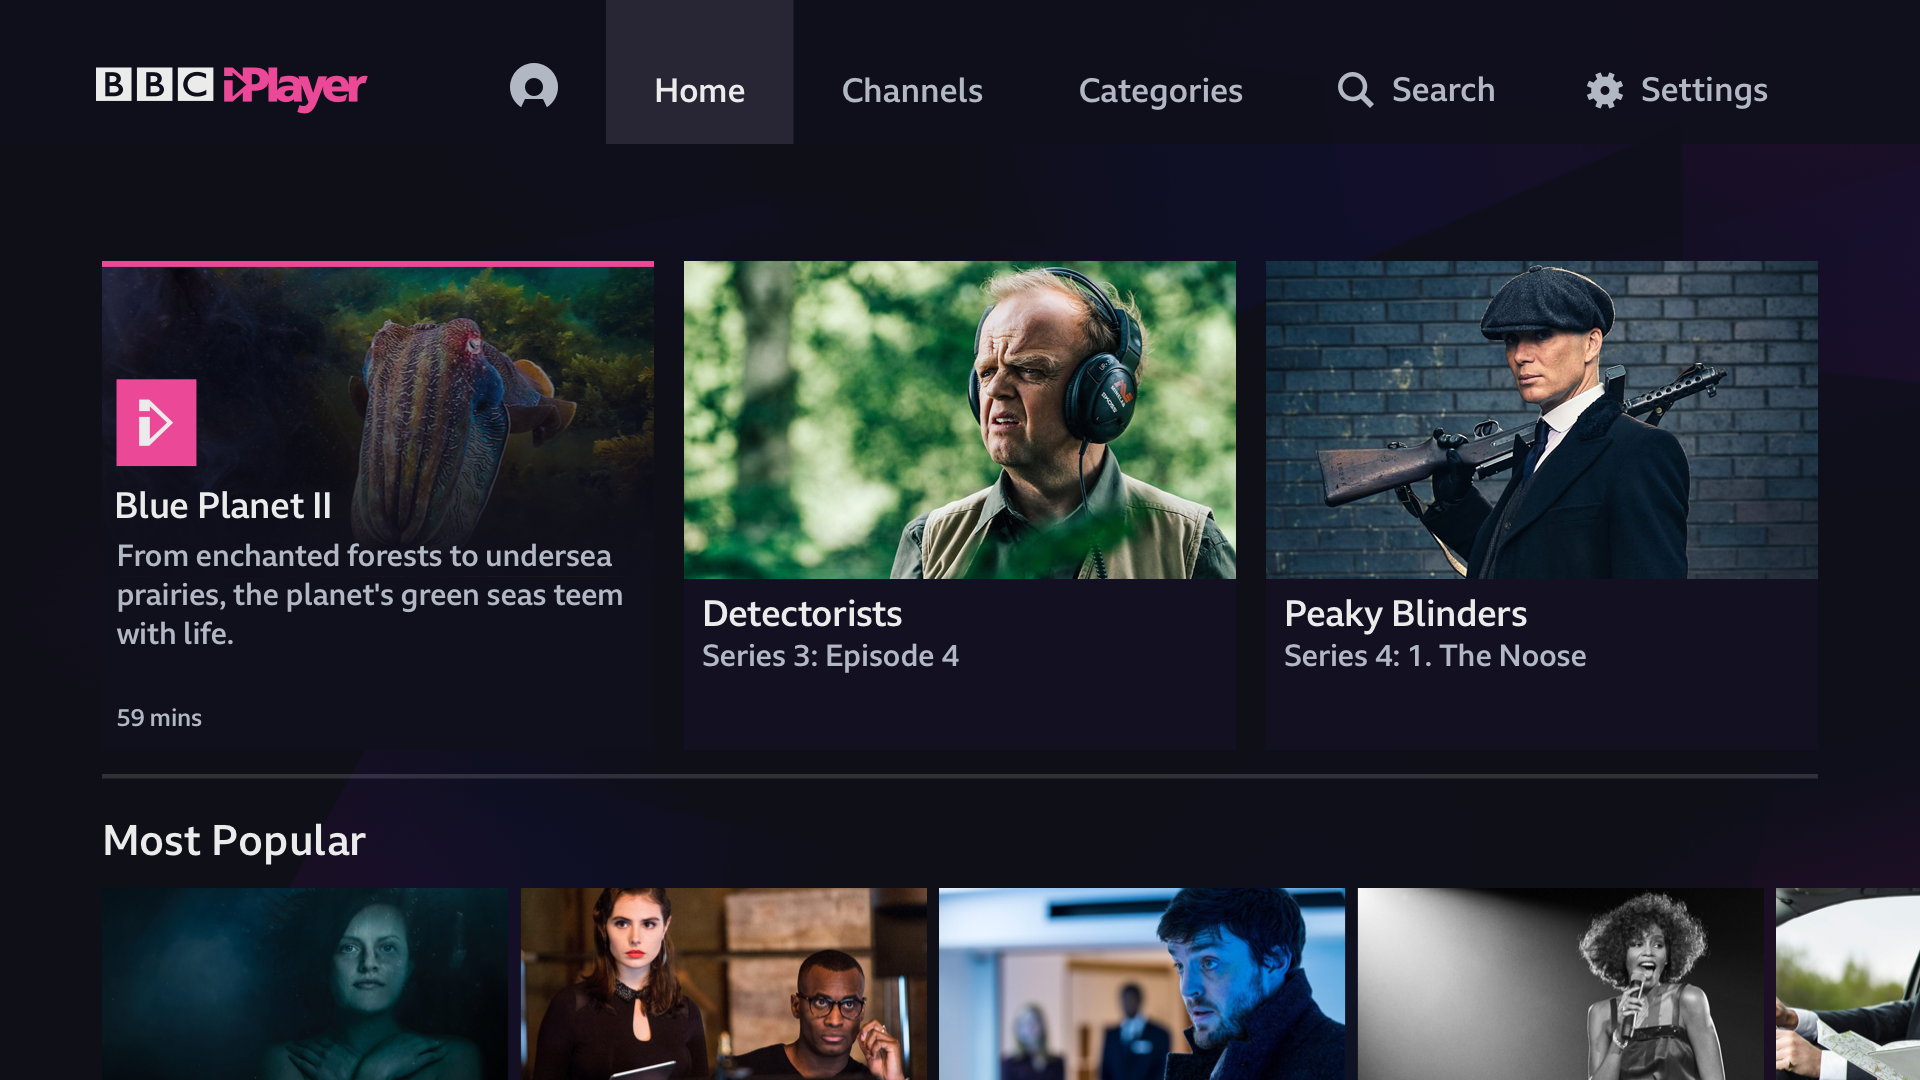 BBC iPlayer
Home
Channels
Categories
Search
Settings
Blue Planet II
From enchanted forests to undersea
prairies, the planet's green seas teem
with life.
59 mins
Detectorists
Series 3: Episode 4
Peaky Blinders
Series 4: 1. The Noose
Most Popular